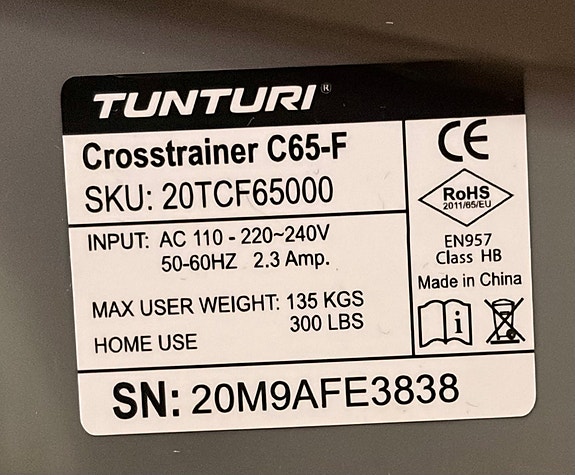 TUNTURI®
Crosstrainer C65-F
SKU: 20TCF65000
INPUT: AC 110 - 220~240V
50-60HZ 2.3 Amp.
MAX USER WEIGHT: 135 KGS
300 LBS
HOME USE
CE
RoHS
2011/65/EU
EN957
Class HB
Made in China
i
SN: 20M9AFE3838